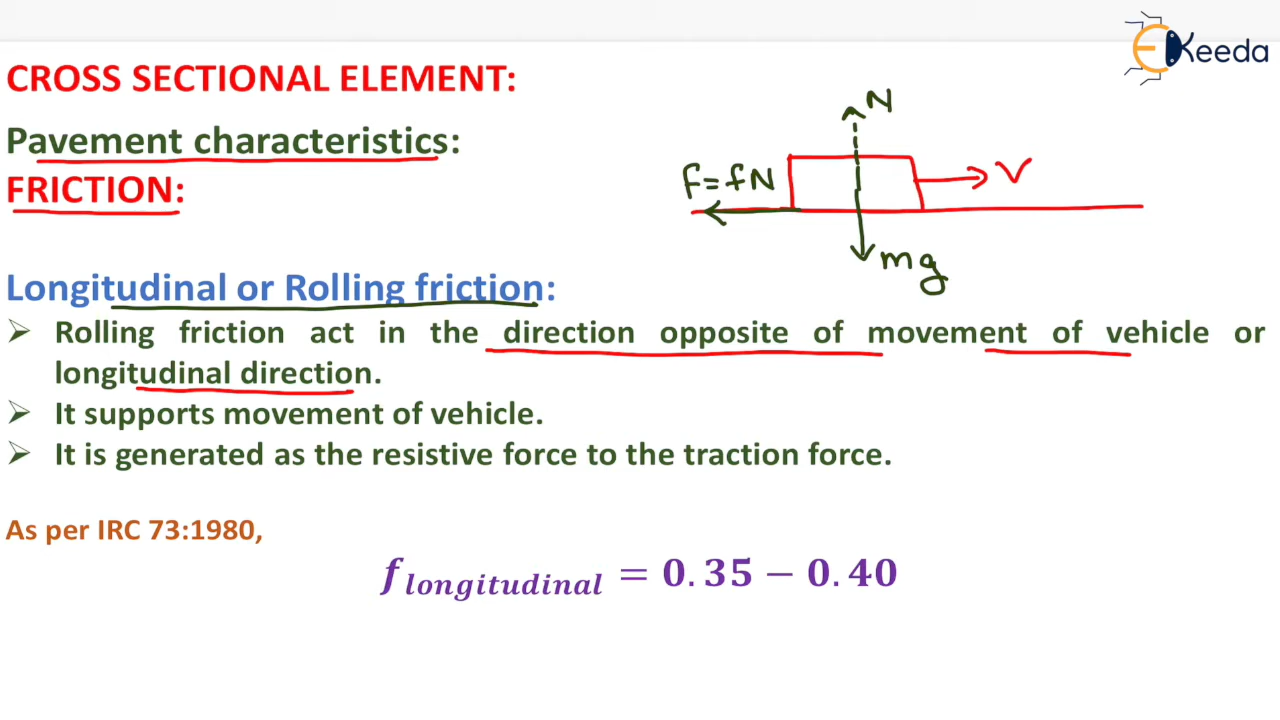 EKeeda
CROSS SECTIONAL ELEMENT:
Pavement characteristics:
FRICTION:
N
F=fN
V
mg
Longitudinal or Rolling friction:
➢ Rolling friction act in the direction opposite of movement of vehicle or
longitudinal direction.
➢ It supports movement of vehicle.
➢ It is generated as the resistive force to the traction force.
As per IRC 73:1980,
f longitudinal = 0.35 − 0.40